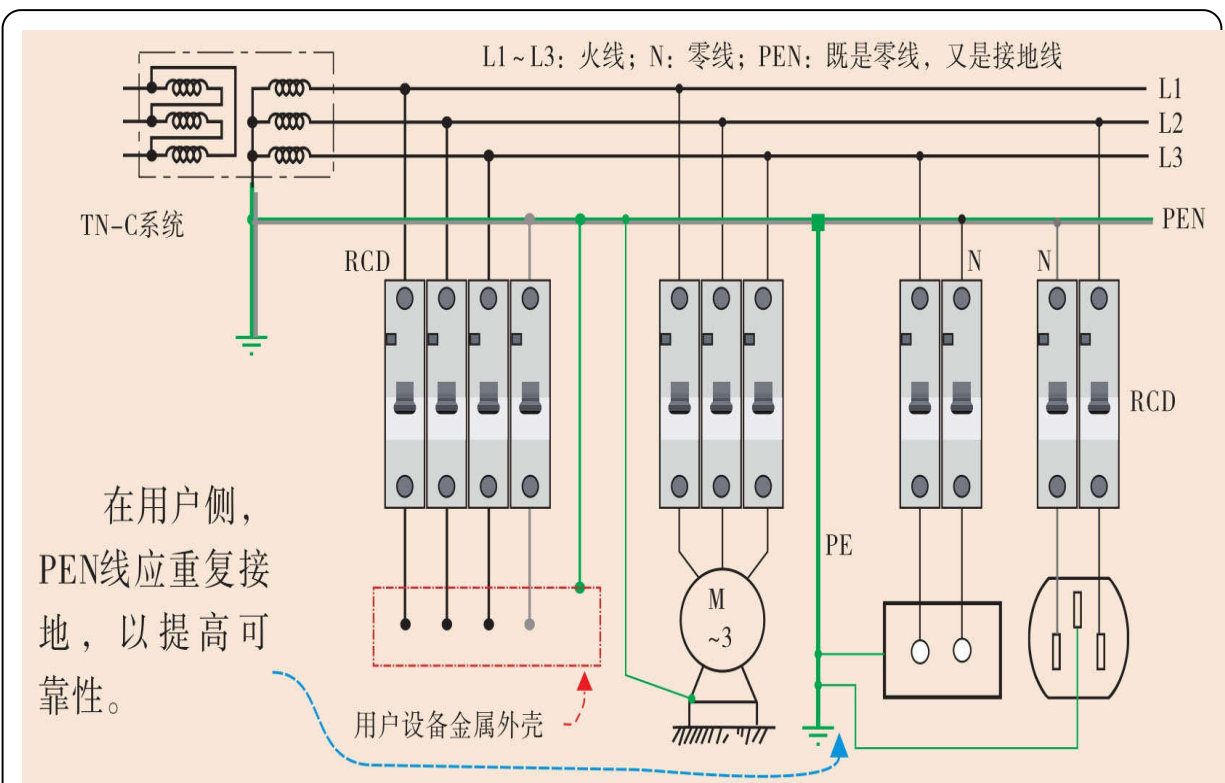 L1~L3：火线；N：零线；PEN：既是零线，又是接地线
L1
L2
L3
TN-C系统
PEN
RCD
N
N
RCD
在用户侧，
PEN线应重复接
地，以提高可
靠性。
PE
M
~3
用户设备金属外壳